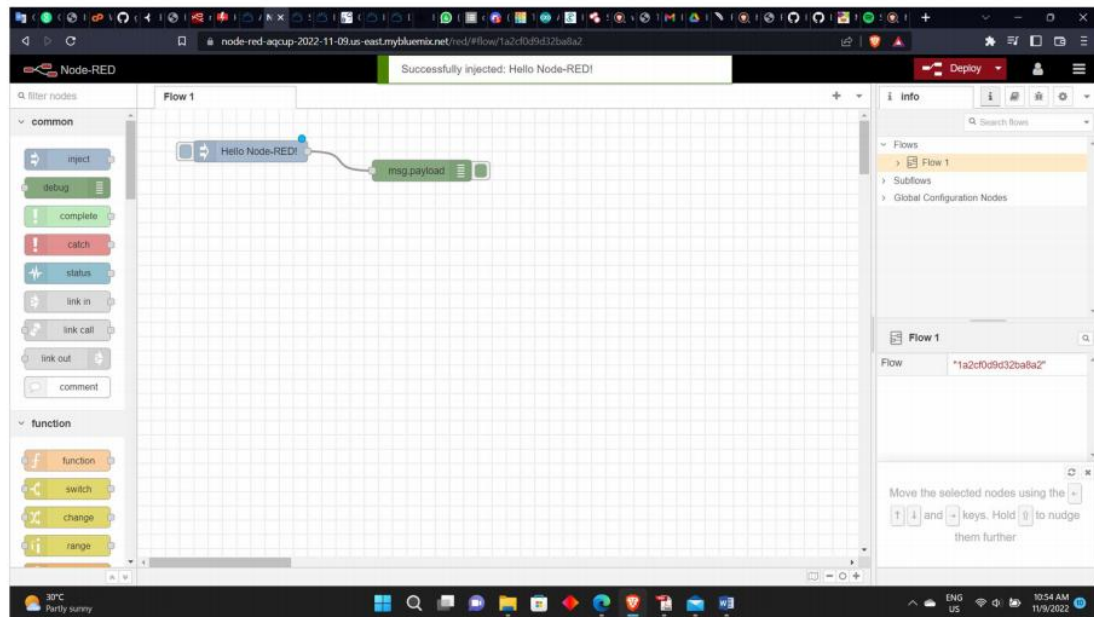 node-red-aqcup-2022-11-09.us-east.mybluemix.net/red/#flow/1a2cf0d9d32ba8a2
Node-RED
Successfully injected: Hello Node-RED!
Deploy
filter nodes
Flow 1
info
Search flows
common
inject
debug
complete
catch
status
link in
link call
link out
comment
function
function
switch
change
range
Hello Node-RED!
msg.payload
Flows
Flow 1
Subflows
Global Configuration Nodes
Flow 1
Flow "1a2cf0d9d32ba8a2"
Move the selected nodes using the ←
↑ ↓ and → keys. Hold ⇧ to nudge
them further
30°C
Partly sunny
ENG
US
10:54 AM
11/9/2022